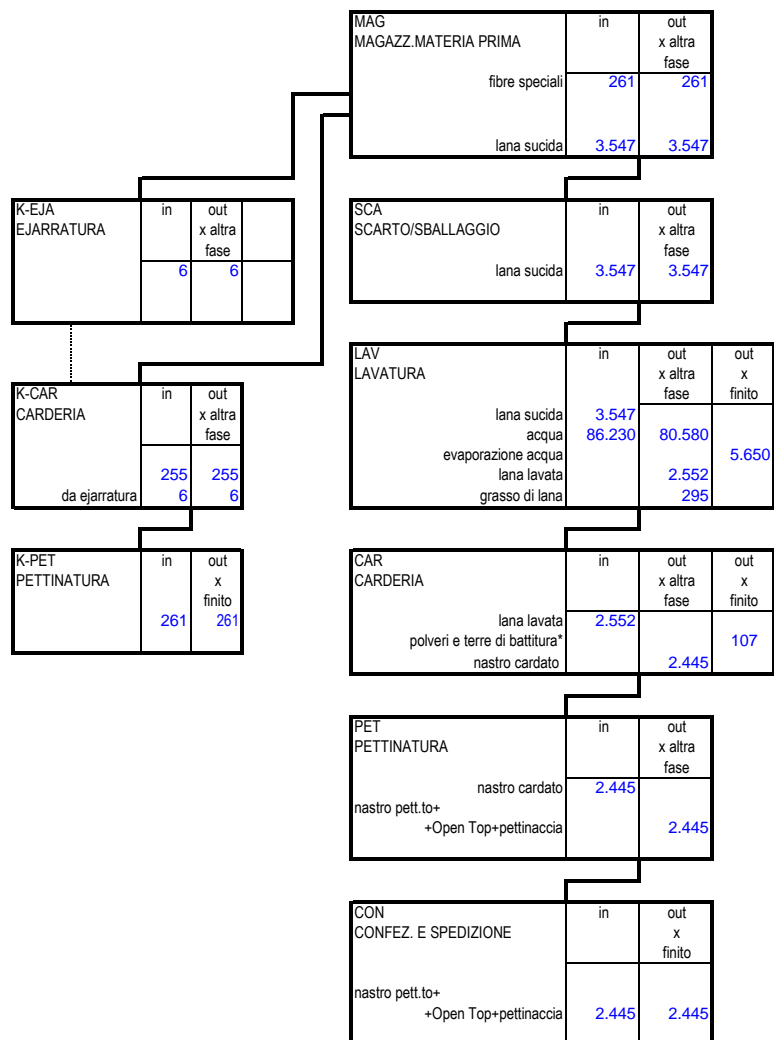 MAG in out
MAGAZZ.MATERIA PRIMA x altra
fase
fibre speciali 261 261
lana sucida 3.547 3.547
K-EJA in out
EJARRATURA x altra
fase
6 6
SCA in out
SCARTO/SBALLAGGIO x altra
fase
lana sucida 3.547 3.547
LAV in out out
LAVATURA x altra x
fase finito
lana sucida 3.547
acqua 86.230 80.580
evaporazione acqua 5.650
lana lavata 2.552
grasso di lana 295
K-CAR in out
CARDERIA x altra
fase
255 255
da ejarratura 6 6
K-PET in out
PETTINATURA x
finito
261 261
CAR in out out
CARDERIA x altra x
fase finito
lana lavata 2.552
polveri e terre di battitura* 107
nastro cardato 2.445
PET in out
PETTINATURA x altra
fase
nastro cardato 2.445
nastro pett.to+
+Open Top+pettinaccia 2.445
CON in out
CONFEZ. E SPEDIZIONE x
finito
nastro pett.to+
+Open Top+pettinaccia 2.445 2.445